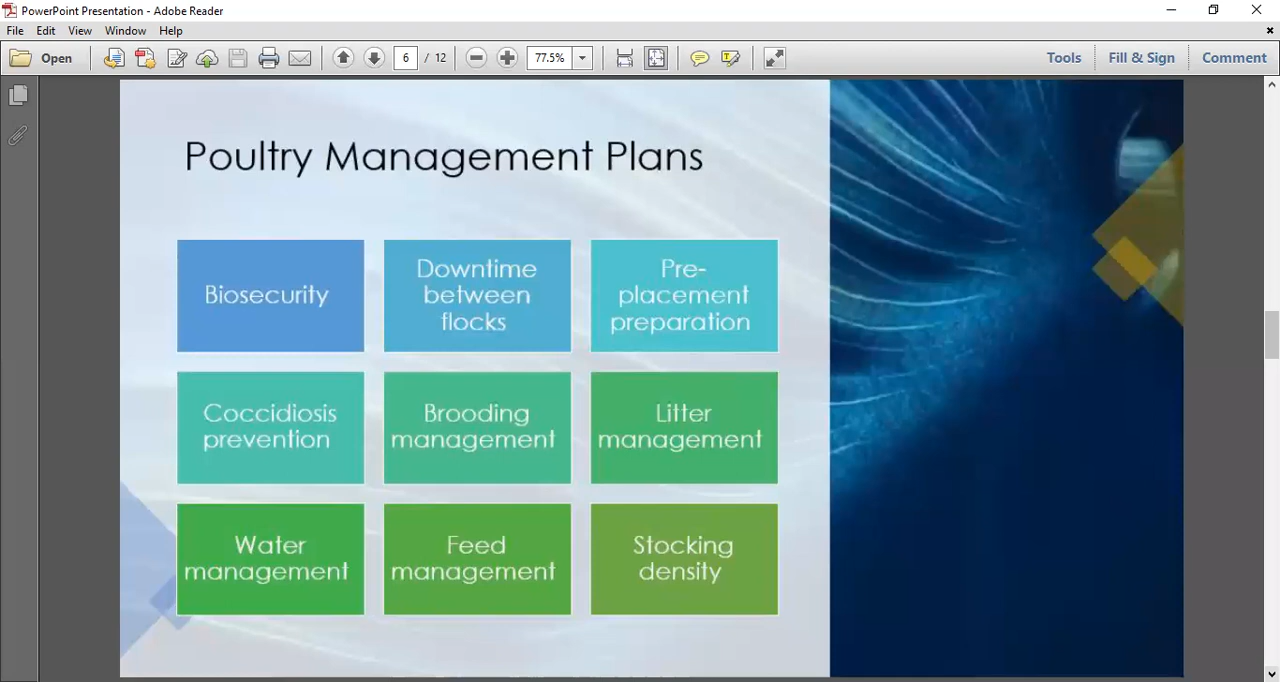 PowerPoint Presentation - Adobe Reader
File Edit View Window Help
Open 6 / 12 77.5% Tools Fill & Sign Comment
Poultry Management Plans
Biosecurity
Downtime
between
flocks
Pre-
placement
preparation
Coccidiosis
prevention
Brooding
management
Litter
management
Water
management
Feed
management
Stocking
density